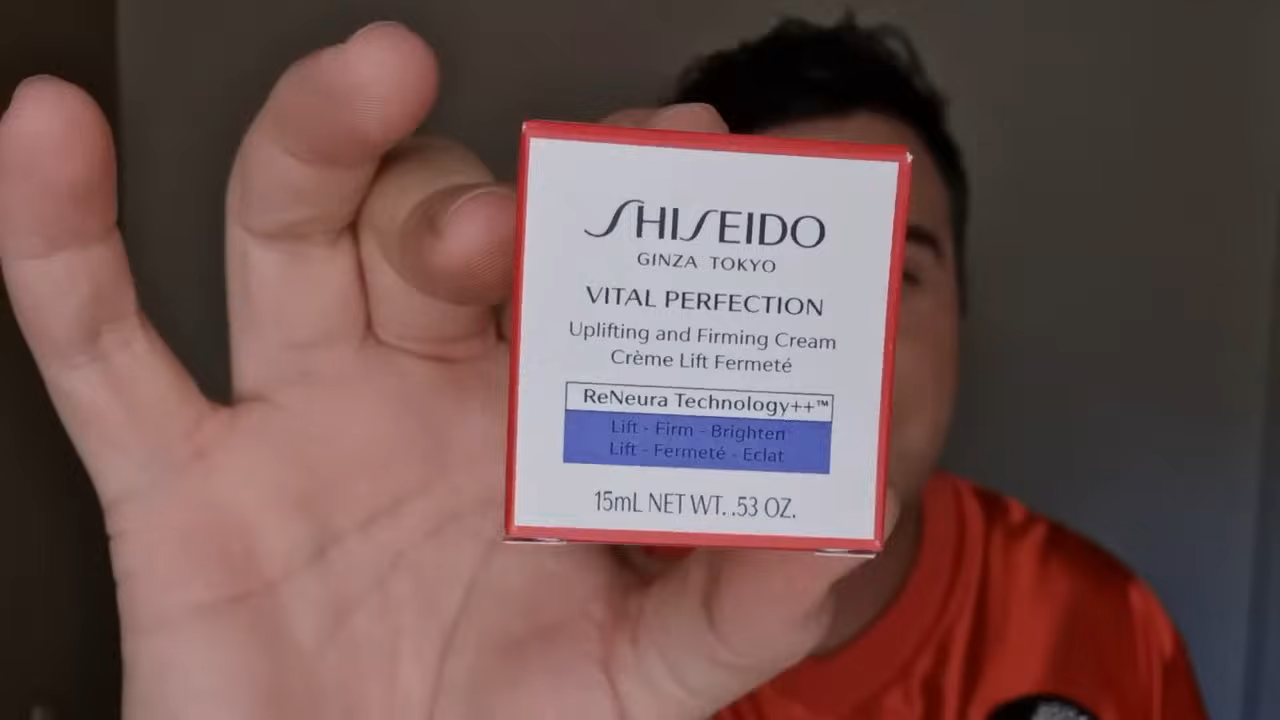 SHISEIDO
GINZA TOKYO
VITAL PERFECTION
Uplifting and Firming Cream
Crème Lift Fermeté
ReNeura Technology++™
Lift - Firm - Brighten
Lift - Fermeté - Eclat
15mL NET WT. .53 OZ.